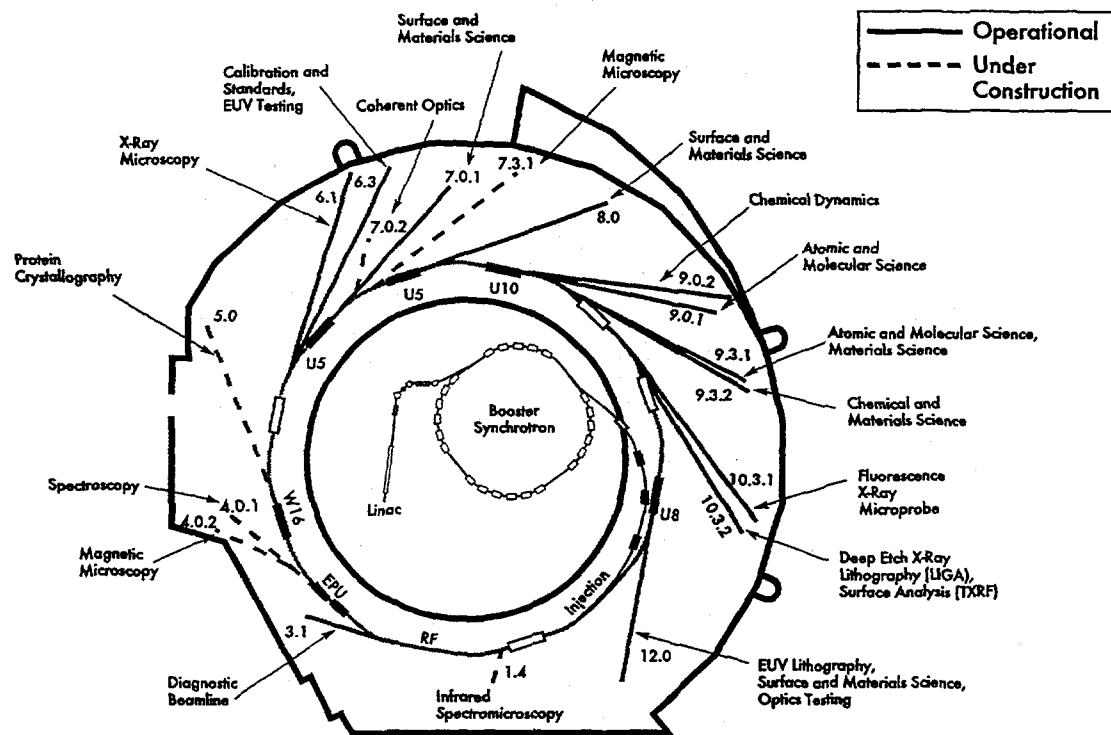 Surface and
Materials Science
Operational
Under
Construction
Magnetic
Microscopy
Calibration and
Standards,
EUV Testing
Coherent Optics
X-Ray
Microscopy
Surface and
Materials Science
6.1
6.3
7.0.2
7.0.1
7.3.1
8.0
Chemical Dynamics
Protein
Crystallography
Atomic and
Molecular Science
9.0.2
9.0.1
5.0
U5
U5
U10
Atomic and Molecular Science,
Materials Science
9.3.1
9.3.2
Chemical and
Materials Science
Booster
Synchrotron
Linac
Spectroscopy
4.0.1
4.0.2
Magnetic
Microscopy
W16
U8
10.3.1
10.3.2
Fluorescence
X-Ray
Microprobe
Deep Etch X-Ray
Lithography (LIGA),
Surface Analysis (TXRF)
EPU
RF
Injection
3.1
1.4
12.0
Diagnostic
Beamline
Infrared
Spectromicroscopy
EUV Lithography,
Surface and Materials Science,
Optics Testing